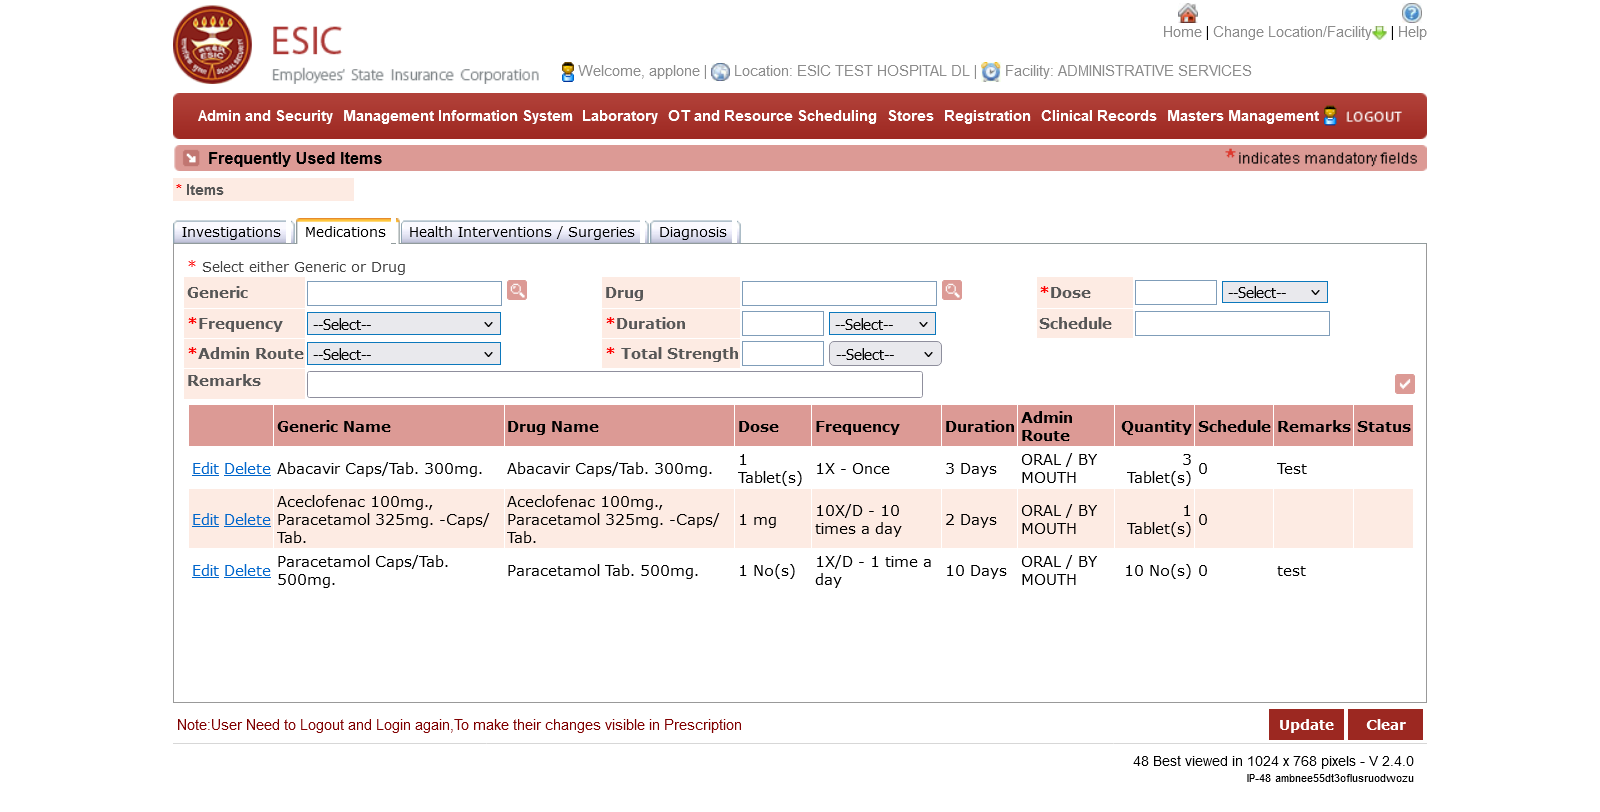 Home | Change Location/Facility | Help
ESIC
Employees' State Insurance Corporation
Welcome, applone | Location: ESIC TEST HOSPITAL DL | Facility: ADMINISTRATIVE SERVICES
Admin and Security Management Information System Laboratory OT and Resource Scheduling Stores Registration Clinical Records Masters Management LOGOUT
Frequently Used Items * indicates mandatory fields
* Items
Investigations Medications Health Interventions / Surgeries Diagnosis
* Select either Generic or Drug
Generic Drug *Dose --Select--
*Frequency --Select-- *Duration --Select-- Schedule
*Admin Route --Select-- * Total Strength --Select--
Remarks
Generic Name Drug Name Dose Frequency Duration Admin Route Quantity Schedule Remarks Status
Edit Delete Abacavir Caps/Tab. 300mg. Abacavir Caps/Tab. 300mg. 1 Tablet(s) 1X - Once 3 Days ORAL / BY MOUTH 3 Tablet(s) 0 Test
Edit Delete Aceclofenac 100mg., Paracetamol 325mg. -Caps/ Tab. Aceclofenac 100mg., Paracetamol 325mg. -Caps/ Tab. 1 mg 10X/D - 10 times a day 2 Days ORAL / BY MOUTH 1 Tablet(s) 0
Edit Delete Paracetamol Caps/Tab. 500mg. Paracetamol Tab. 500mg. 1 No(s) 1X/D - 1 time a day 10 Days ORAL / BY MOUTH 10 No(s) 0 test
Note:User Need to Logout and Login again,To make their changes visible in Prescription
Update Clear
48 Best viewed in 1024 x 768 pixels - V 2.4.0